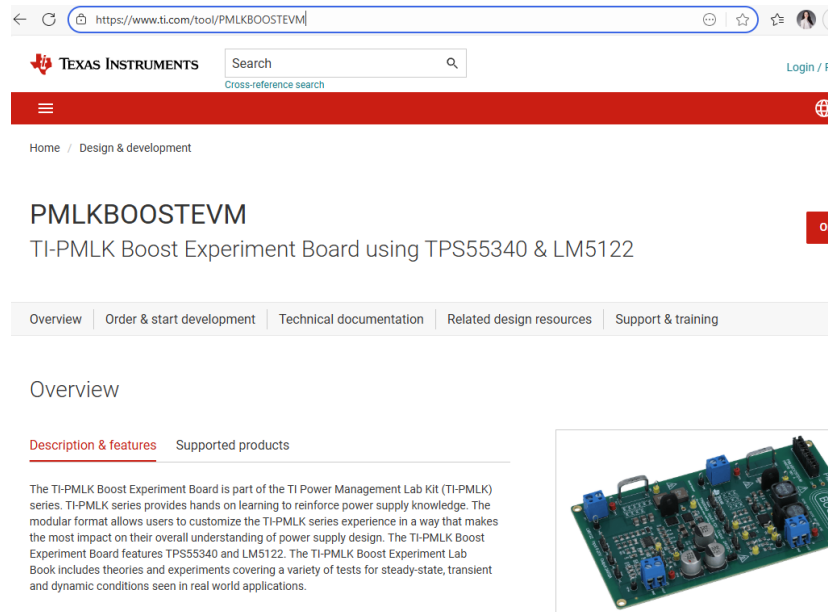 https://www.ti.com/tool/PMLKBOOSTEVM
TEXAS INSTRUMENTS
Search
Cross-reference search
Login /
Home / Design & development
PMLKBOOSTEVM
TI-PMLK Boost Experiment Board using TPS55340 & LM5122
Overview
Order & start development
Technical documentation
Related design resources
Support & training
Overview
Description & features
Supported products
The TI-PMLK Boost Experiment Board is part of the TI Power Management Lab Kit (TI-PMLK)
series. TI-PMLK series provides hands on learning to reinforce power supply knowledge. The
modular format allows users to customize the TI-PMLK series experience in a way that makes
the most impact on their overall understanding of power supply design. The TI-PMLK Boost
Experiment Board features TPS55340 and LM5122. The TI-PMLK Boost Experiment Lab
Book includes theories and experiments covering a variety of tests for steady-state, transient
and dynamic conditions seen in real world applications.